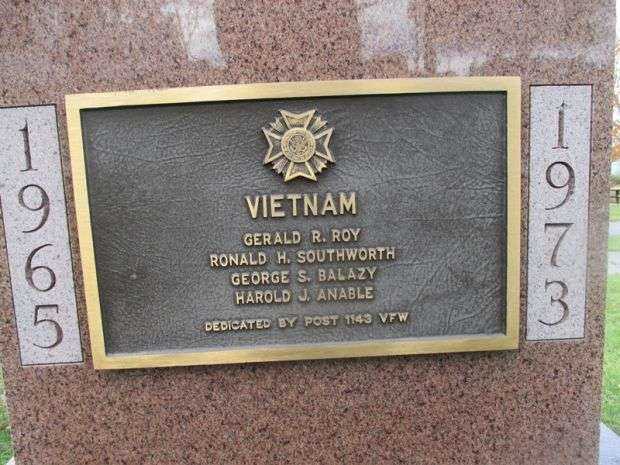 1965
VIETNAM
GERALD R. ROY
RONALD H. SOUTHWORTH
GEORGE S. BALAZY
HAROLD J. ANABLE
DEDICATED BY POST 1143 VFW
1973